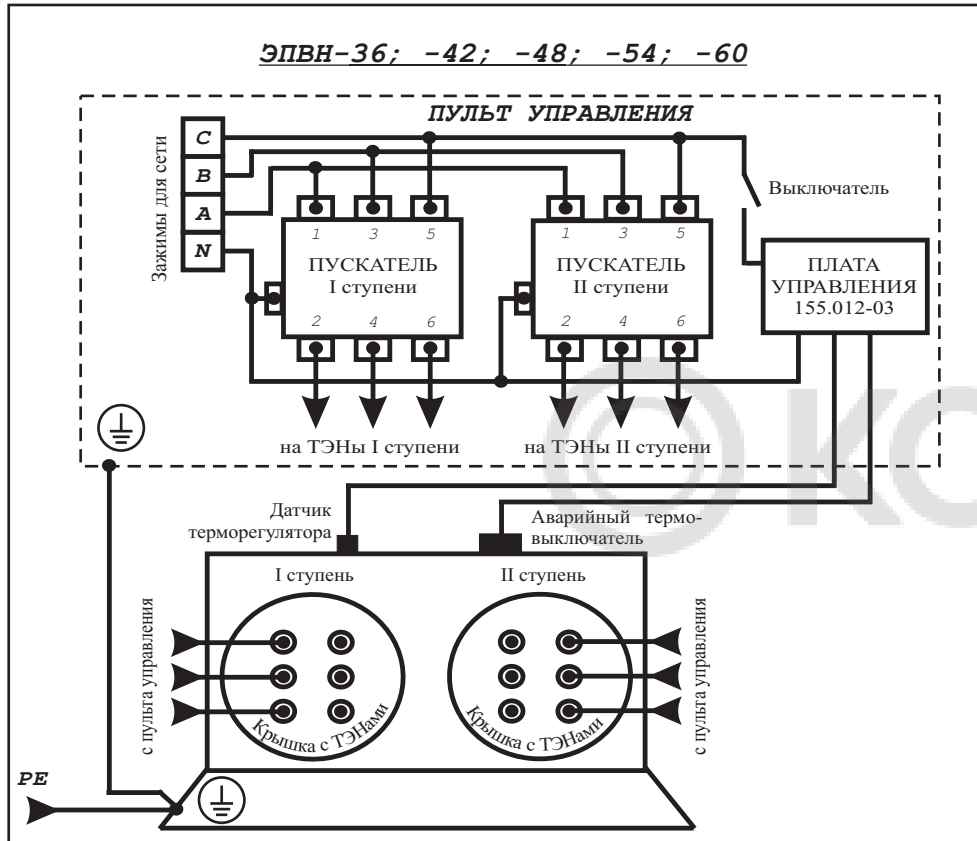 ЭПВН-36; -42; -48; -54; -60
ПУЛЬТ УПРАВЛЕНИЯ
Зажимы для сети
C
B
A
N
1 3 5
ПУСКАТЕЛЬ
I ступени
2 4 6
1 3 5
ПУСКАТЕЛЬ
II ступени
2 4 6
Выключатель
ПЛАТА
УПРАВЛЕНИЯ
155.012-03
на ТЭНы I ступени
на ТЭНы II ступени
КО
Датчик
терморегулятора
Аварийный термо-
выключатель
I ступень
II ступень
с пульта управления
Крышка с ТЭНами
Крышка с ТЭНами
с пульта управления
PE